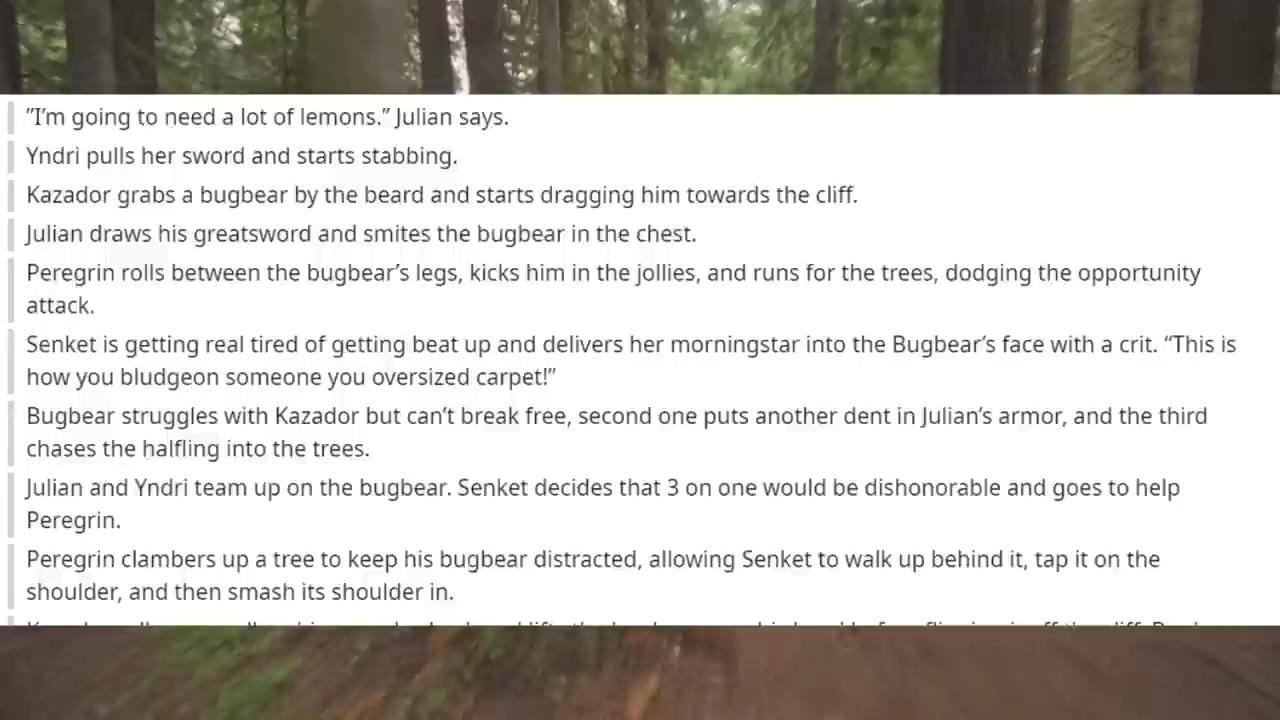 ”I’m going to need a lot of lemons.” Julian says.
Yndri pulls her sword and starts stabbing.
Kazador grabs a bugbear by the beard and starts dragging him towards the cliff.
Julian draws his greatsword and smites the bugbear in the chest.
Peregrin rolls between the bugbear’s legs, kicks him in the jollies, and runs for the trees, dodging the opportunity
attack.
Senket is getting real tired of getting beat up and delivers her morningstar into the Bugbear’s face with a crit. “This is
how you bludgeon someone you oversized carpet!”
Bugbear struggles with Kazador but can’t break free, second one puts another dent in Julian’s armor, and the third
chases the halfling into the trees.
Julian and Yndri team up on the bugbear. Senket decides that 3 on one would be dishonorable and goes to help
Peregrin.
Peregrin clambers up a tree to keep his bugbear distracted, allowing Senket to walk up behind it, tap it on the
shoulder, and then smash its shoulder in.